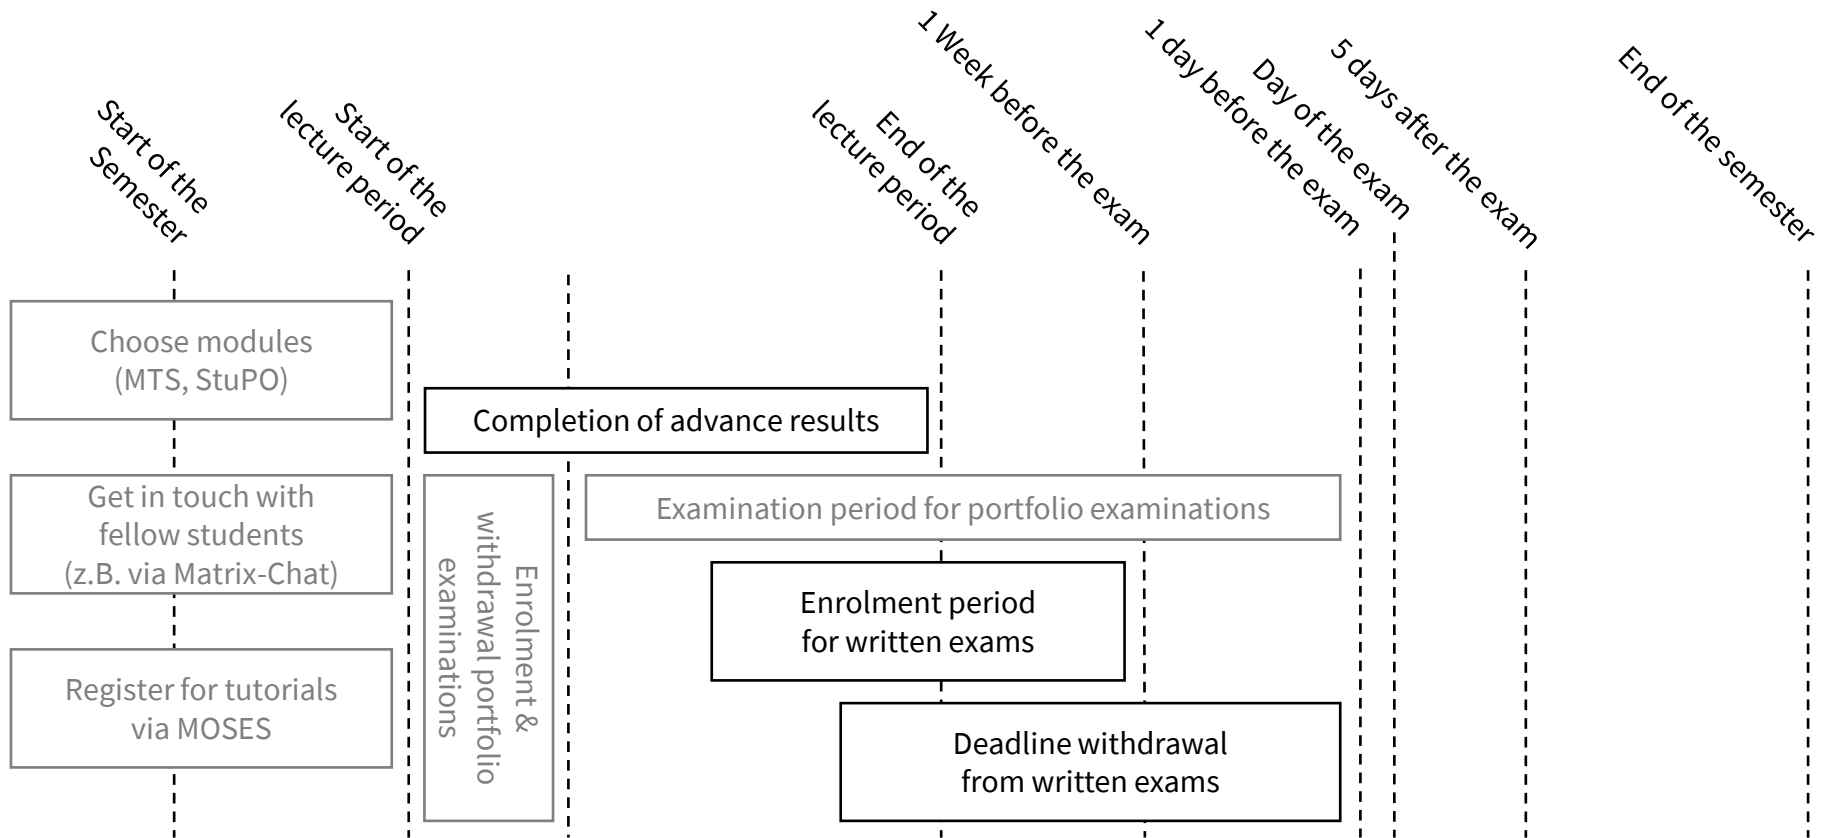 Start of the
Semester
Start of the
lecture period
End of the
lecture period
1 Week before the exam
1 day before the exam
Day of the exam
5 days after the exam
End of the semester
Choose modules
(MTS, StuPO)
Completion of advance results
Get in touch with
fellow students
(z.B. via Matrix-Chat)
Enrolment &
withdrawal portfolio
examinations
Examination period for portfolio examinations
Enrolment period
for written exams
Register for tutorials
via MOSES
Deadline withdrawal
from written exams